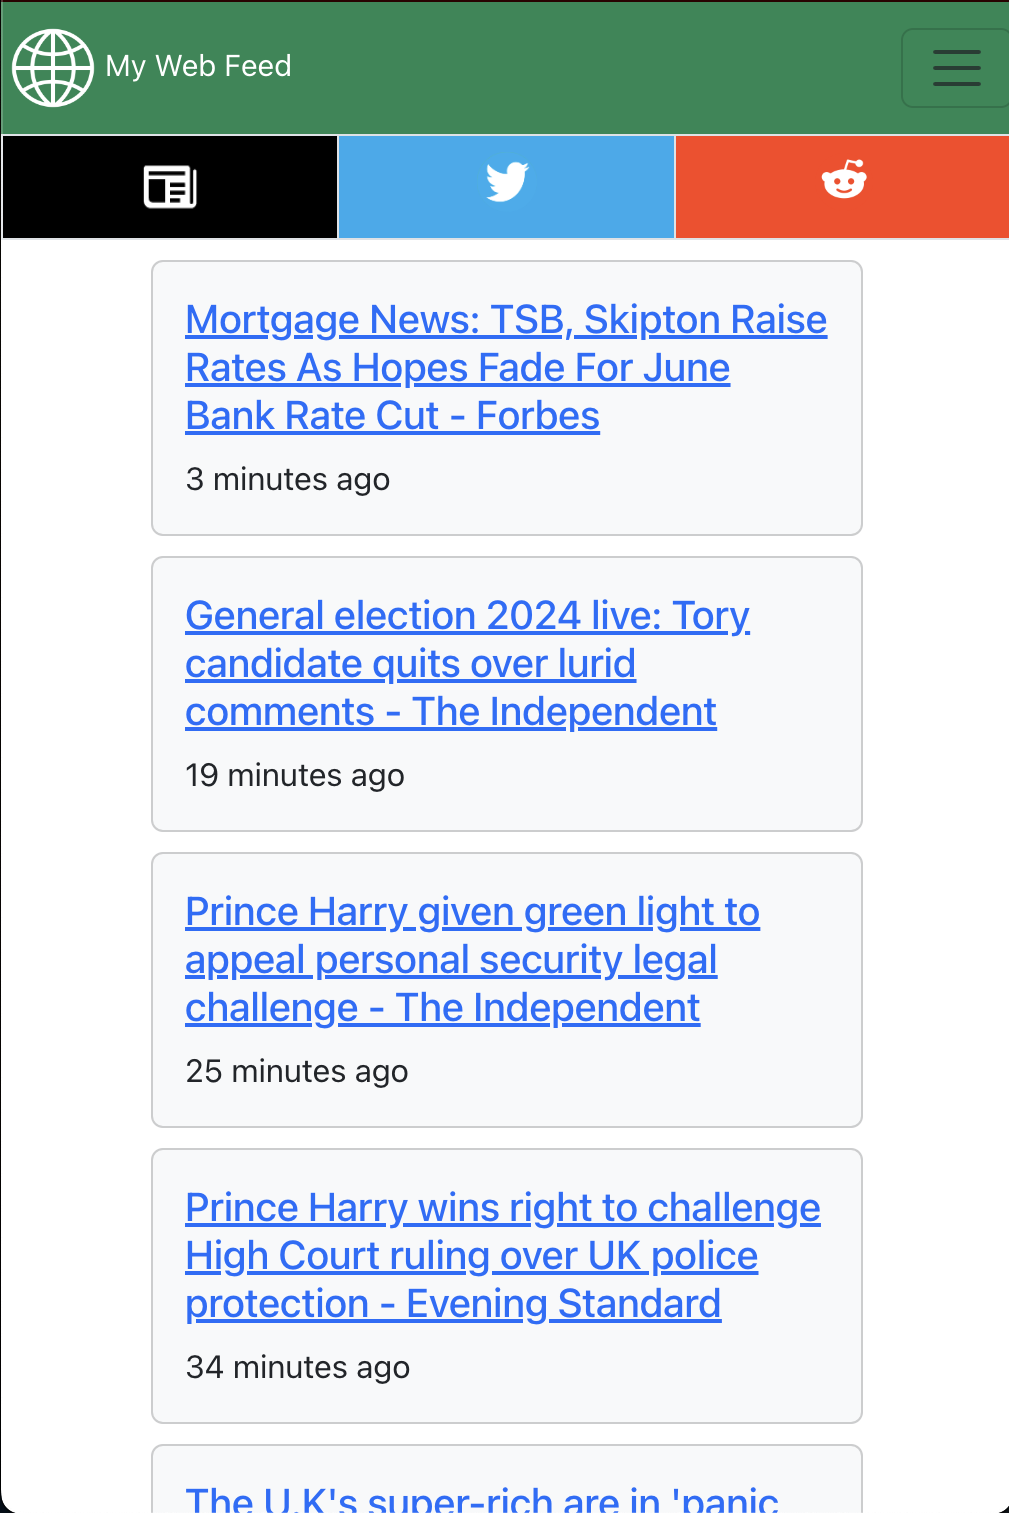 My Web Feed
Mortgage News: TSB, Skipton Raise
Rates As Hopes Fade For June
Bank Rate Cut - Forbes
3 minutes ago
General election 2024 live: Tory
candidate quits over lurid
comments - The Independent
19 minutes ago
Prince Harry given green light to
appeal personal security legal
challenge - The Independent
25 minutes ago
Prince Harry wins right to challenge
High Court ruling over UK police
protection - Evening Standard
34 minutes ago
The U.K's super-rich are in 'panic